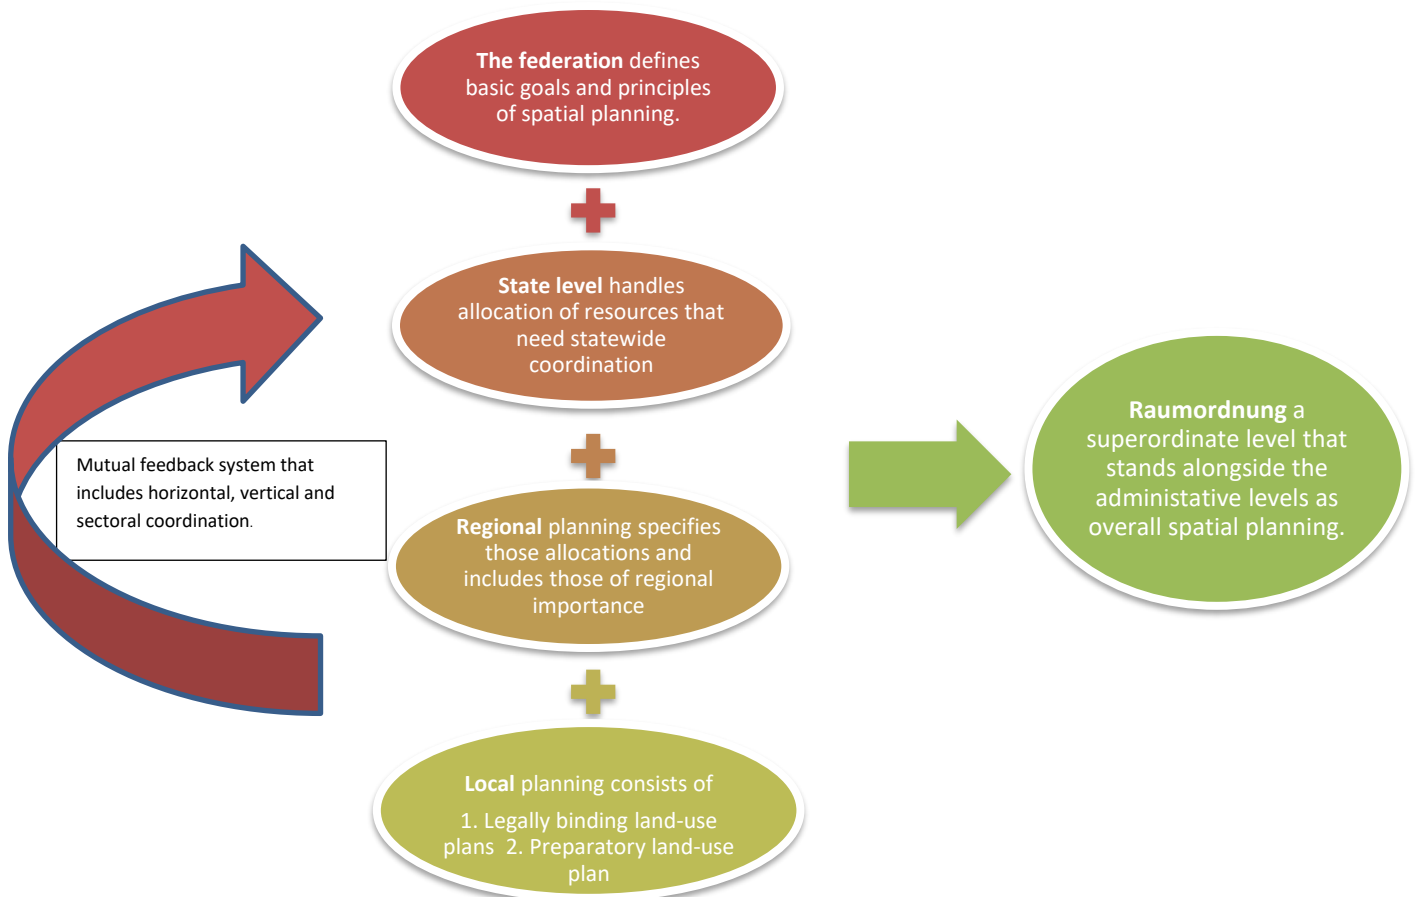 The federation defines
basic goals and principles
of spatial planning.
State level handles
allocation of resources that
need statewide
coordination
Mutual feedback system that
includes horizontal, vertical and
sectoral coordination.
Regional planning specifies
those allocations and
includes those of regional
importance
Local planning consists of
1. Legally binding land-use
plans 2. Preparatory land-use
plan
Raumordnung a
superordinate level that
stands alongside the
administative levels as
overall spatial planning.